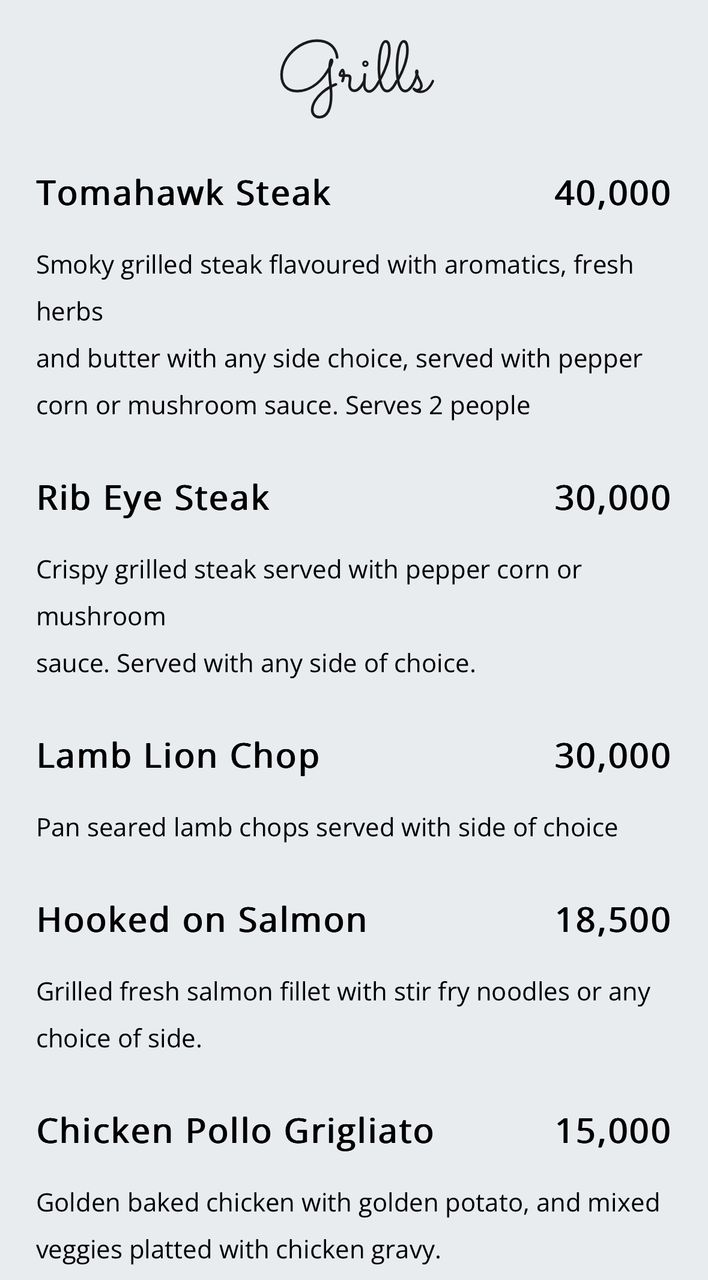 Grills
Tomahawk Steak 40,000
Smoky grilled steak flavoured with aromatics, fresh
herbs
and butter with any side choice, served with pepper
corn or mushroom sauce. Serves 2 people
Rib Eye Steak 30,000
Crispy grilled steak served with pepper corn or
mushroom
sauce. Served with any side of choice.
Lamb Lion Chop 30,000
Pan seared lamb chops served with side of choice
Hooked on Salmon 18,500
Grilled fresh salmon fillet with stir fry noodles or any
choice of side.
Chicken Pollo Grigliato 15,000
Golden baked chicken with golden potato, and mixed
veggies platted with chicken gravy.